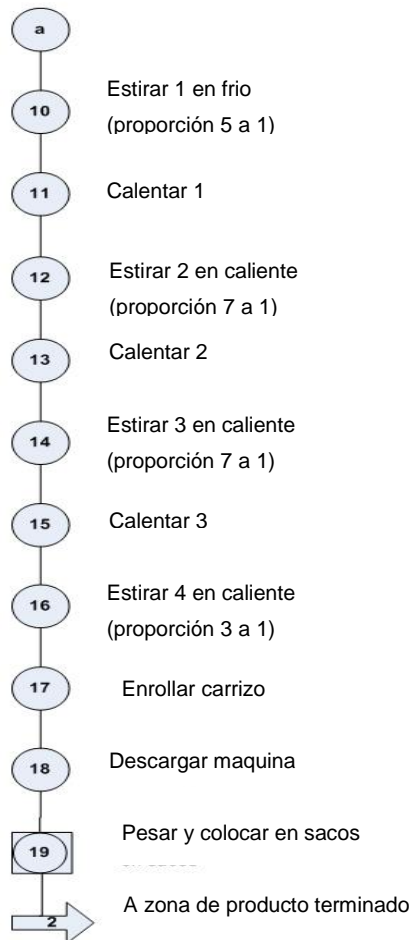 a
10
Estirar 1 en frio
(proporción 5 a 1)
11
Calentar 1
12
Estirar 2 en caliente
(proporción 7 a 1)
13
Calentar 2
14
Estirar 3 en caliente
(proporción 7 a 1)
15
Calentar 3
16
Estirar 4 en caliente
(proporción 3 a 1)
17
Enrollar carrizo
18
Descargar maquina
19
Pesar y colocar en sacos
2
A zona de producto terminado